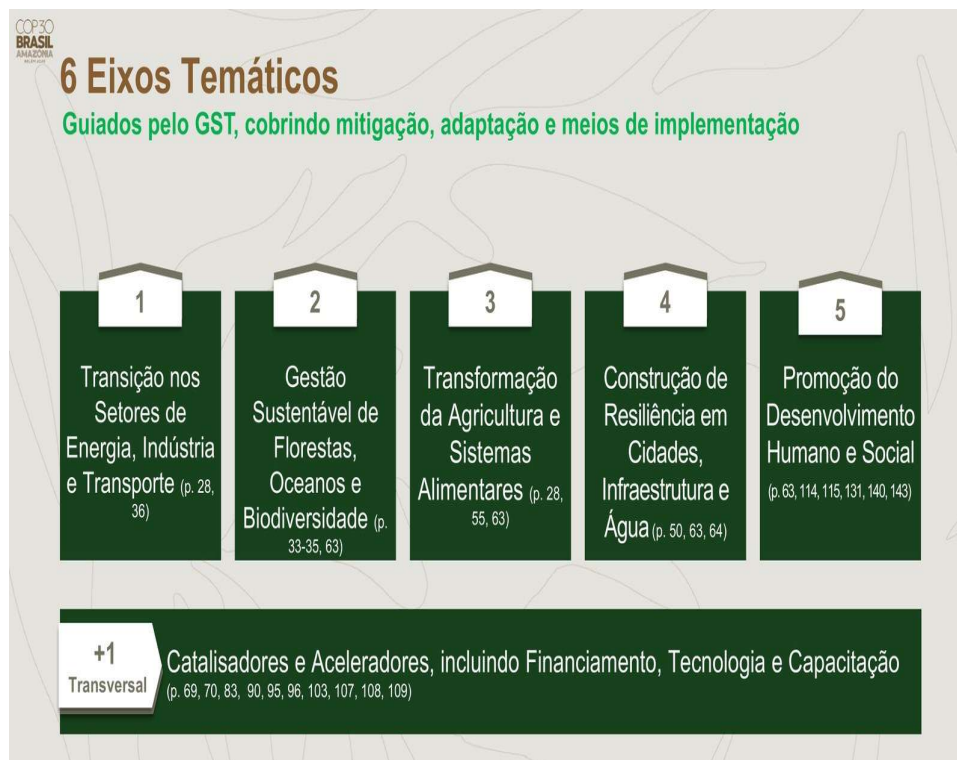 COP30
BRASIL
AMAZÔNIA
6 Eixos Temáticos
Guiados pelo GST, cobrindo mitigação, adaptação e meios de implementação
1
Transição nos
Setores de
Energia, Indústria
e Transporte (p. 28,
36)
2
Gestão
Sustentável de
Florestas,
Oceanos e
Biodiversidade (p.
33-35, 63)
3
Transformação
da Agricultura e
Sistemas
Alimentares (p. 28,
55, 63)
4
Construção de
Resiliência em
Cidades,
Infraestrutura e
Água (p. 50, 63, 64)
5
Promoção do
Desenvolvimento
Humano e Social
(p. 63, 114, 115, 131, 140, 143)
+1
Transversal
Catalisadores e Aceleradores, incluindo Financiamento, Tecnologia e Capacitação
(p. 69, 70, 83, 90, 95, 96, 103, 107, 108, 109)